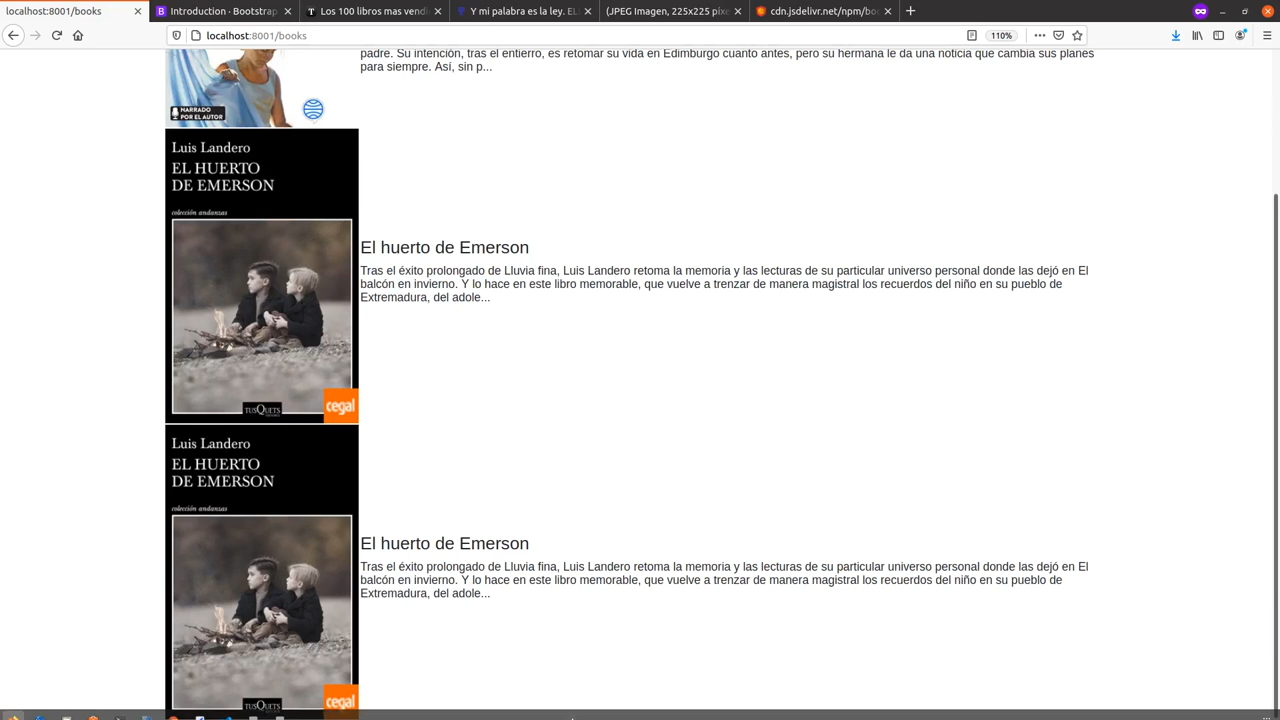 localhost:8001/books
Introduction · Bootstrap
Los 100 libros mas vendi
Y mi palabra es la ley. EL
(JPEG Imagen, 225x225 píxe
cdn.jsdelivr.net/npm/boo
localhost:8001/books
110%
padre. Su intención, tras el entierro, es retomar su vida en Edimburgo cuanto antes, pero su hermana le da una noticia que cambia sus planes
para siempre. Así, sin p...
NARRADO
POR EL AUTOR
Luis Landero
EL HUERTO
DE EMERSON
colección andanzas
TUSQUETS
cegal
El huerto de Emerson
Tras el éxito prolongado de Lluvia fina, Luis Landero retoma la memoria y las lecturas de su particular universo personal donde las dejó en El
balcón en invierno. Y lo hace en este libro memorable, que vuelve a trenzar de manera magistral los recuerdos del niño en su pueblo de
Extremadura, del adole...
Luis Landero
EL HUERTO
DE EMERSON
colección andanzas
TUSQUETS
cegal
El huerto de Emerson
Tras el éxito prolongado de Lluvia fina, Luis Landero retoma la memoria y las lecturas de su particular universo personal donde las dejó en El
balcón en invierno. Y lo hace en este libro memorable, que vuelve a trenzar de manera magistral los recuerdos del niño en su pueblo de
Extremadura, del adole...